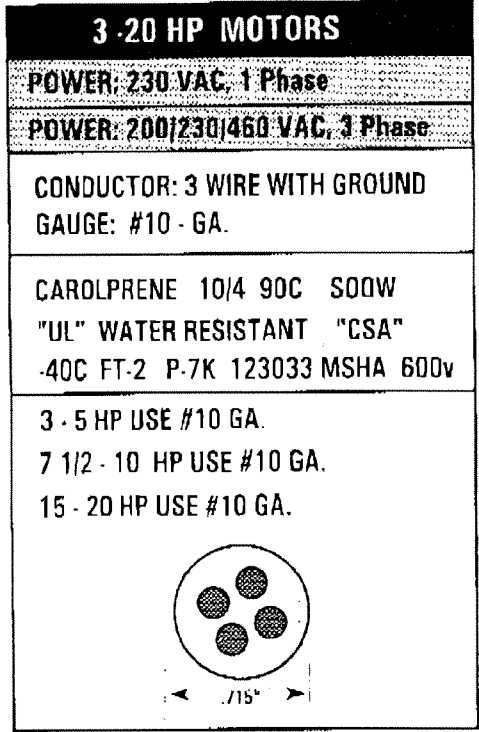 3 -20 HP MOTORS
POWER: 230 VAC, 1 Phase
POWER: 200/230/460 VAC, 3 Phase
CONDUCTOR: 3 WIRE WITH GROUND
GAUGE: #10 - GA.
CAROLPRENE 10/4 90C SOOW
"UL" WATER RESISTANT "CSA"
-40C FT-2 P-7K 123033 MSHA 600v
3 - 5 HP USE #10 GA.
7 1/2 - 10 HP USE #10 GA.
15 - 20 HP USE #10 GA.
.715"